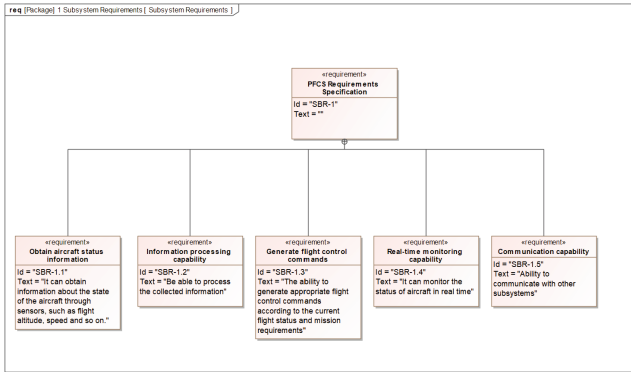 req [Package] 1 Subsystem Requirements [ Subsystem Requirements ]
«requirement»
PFCS Requirements
Specification
Id = "SBR-1"
Text = ""
«requirement»
Obtain aircraft status
information
Id = "SBR-1.1"
Text = "It can obtain
information about the state
of the aircraft through
sensors, such as flight
altitude, speed and so on."
«requirement»
Information processing
capability
Id = "SBR-1.2"
Text = "Be able to process
the collected information"
«requirement»
Generate flight control
commands
Id = "SBR-1.3"
Text = "The ability to
generate appropriate flight
control commands
according to the current
flight status and mission
requirements"
«requirement»
Real-time monitoring
capability
Id = "SBR-1.4"
Text = "It can monitor the
status of aircraft in real time"
«requirement»
Communication capability
Id = "SBR-1.5"
Text = "Ability to
communicate with other
subsystems"